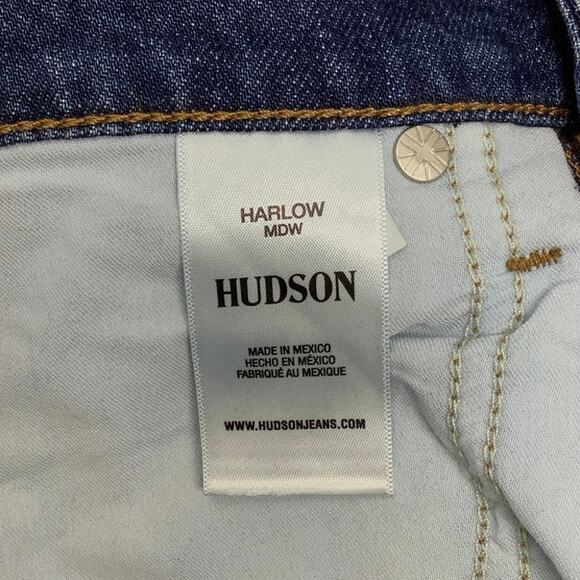 HARLOW
MDW
HUDSON
MADE IN MEXICO
HECHO EN MÉXICO
FABRIQUÉ AU MEXIQUE
WWW.HUDSONJEANS.COM